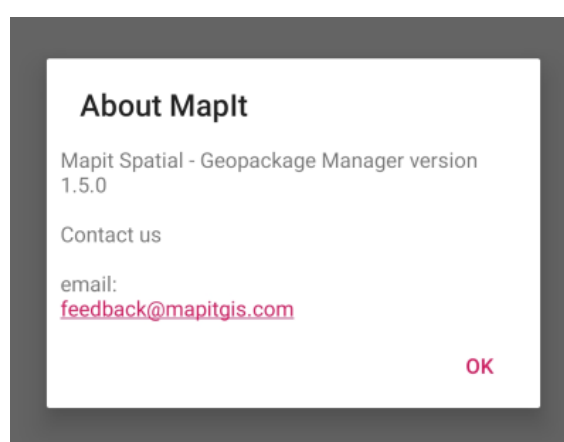 About MapIt
Mapit Spatial - Geopackage Manager version
1.5.0
Contact us
email:
feedback@mapitgis.com
OK